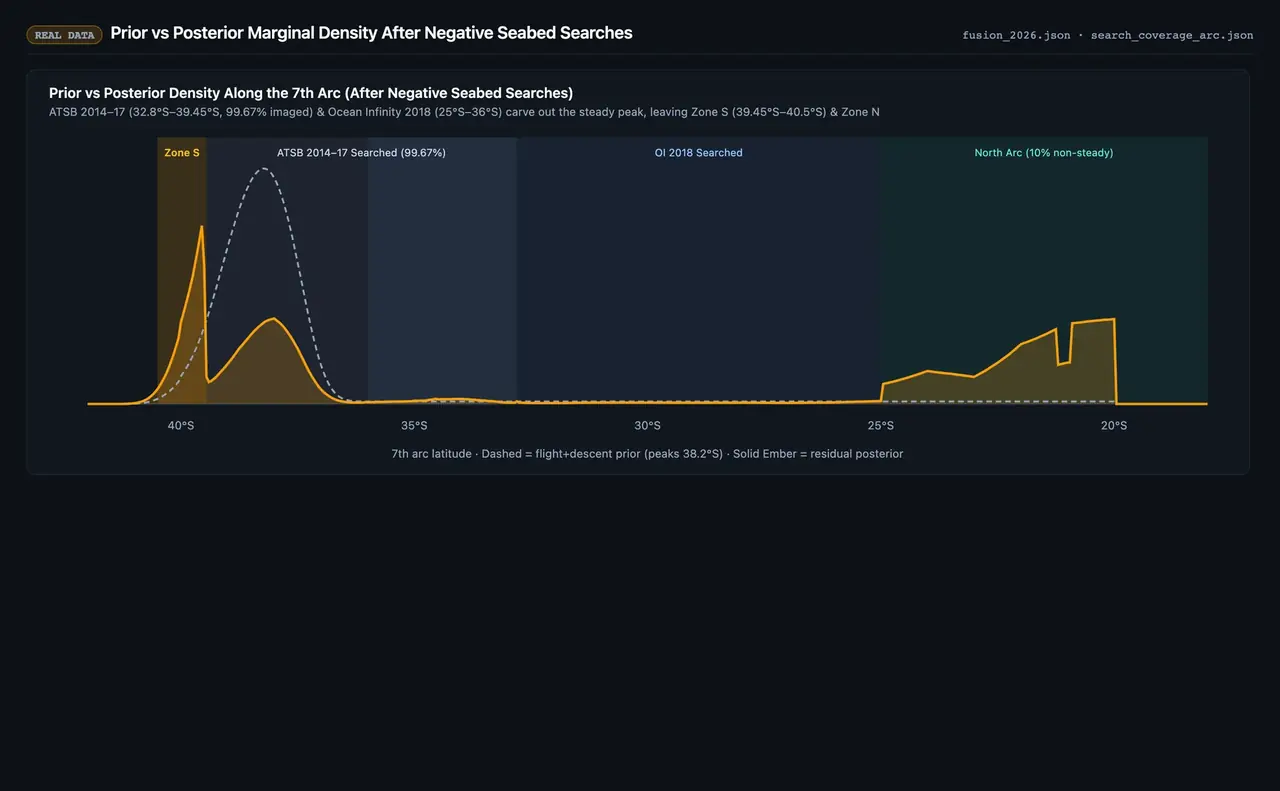 REAL DATA Prior vs Posterior Marginal Density After Negative Seabed Searches fusion_2026.json · search_coverage_arc.json
Prior vs Posterior Density Along the 7th Arc (After Negative Seabed Searches)
ATSB 2014–17 (32.8°S–39.45°S, 99.67% imaged) & Ocean Infinity 2018 (25°S–36°S) carve out the steady peak, leaving Zone S (39.45°S–40.5°S) & Zone N
Zone S ATSB 2014–17 Searched (99.67%) OI 2018 Searched North Arc (10% non-steady)
40°S 35°S 30°S 25°S 20°S
7th arc latitude · Dashed = flight+descent prior (peaks 38.2°S) · Solid Ember = residual posterior